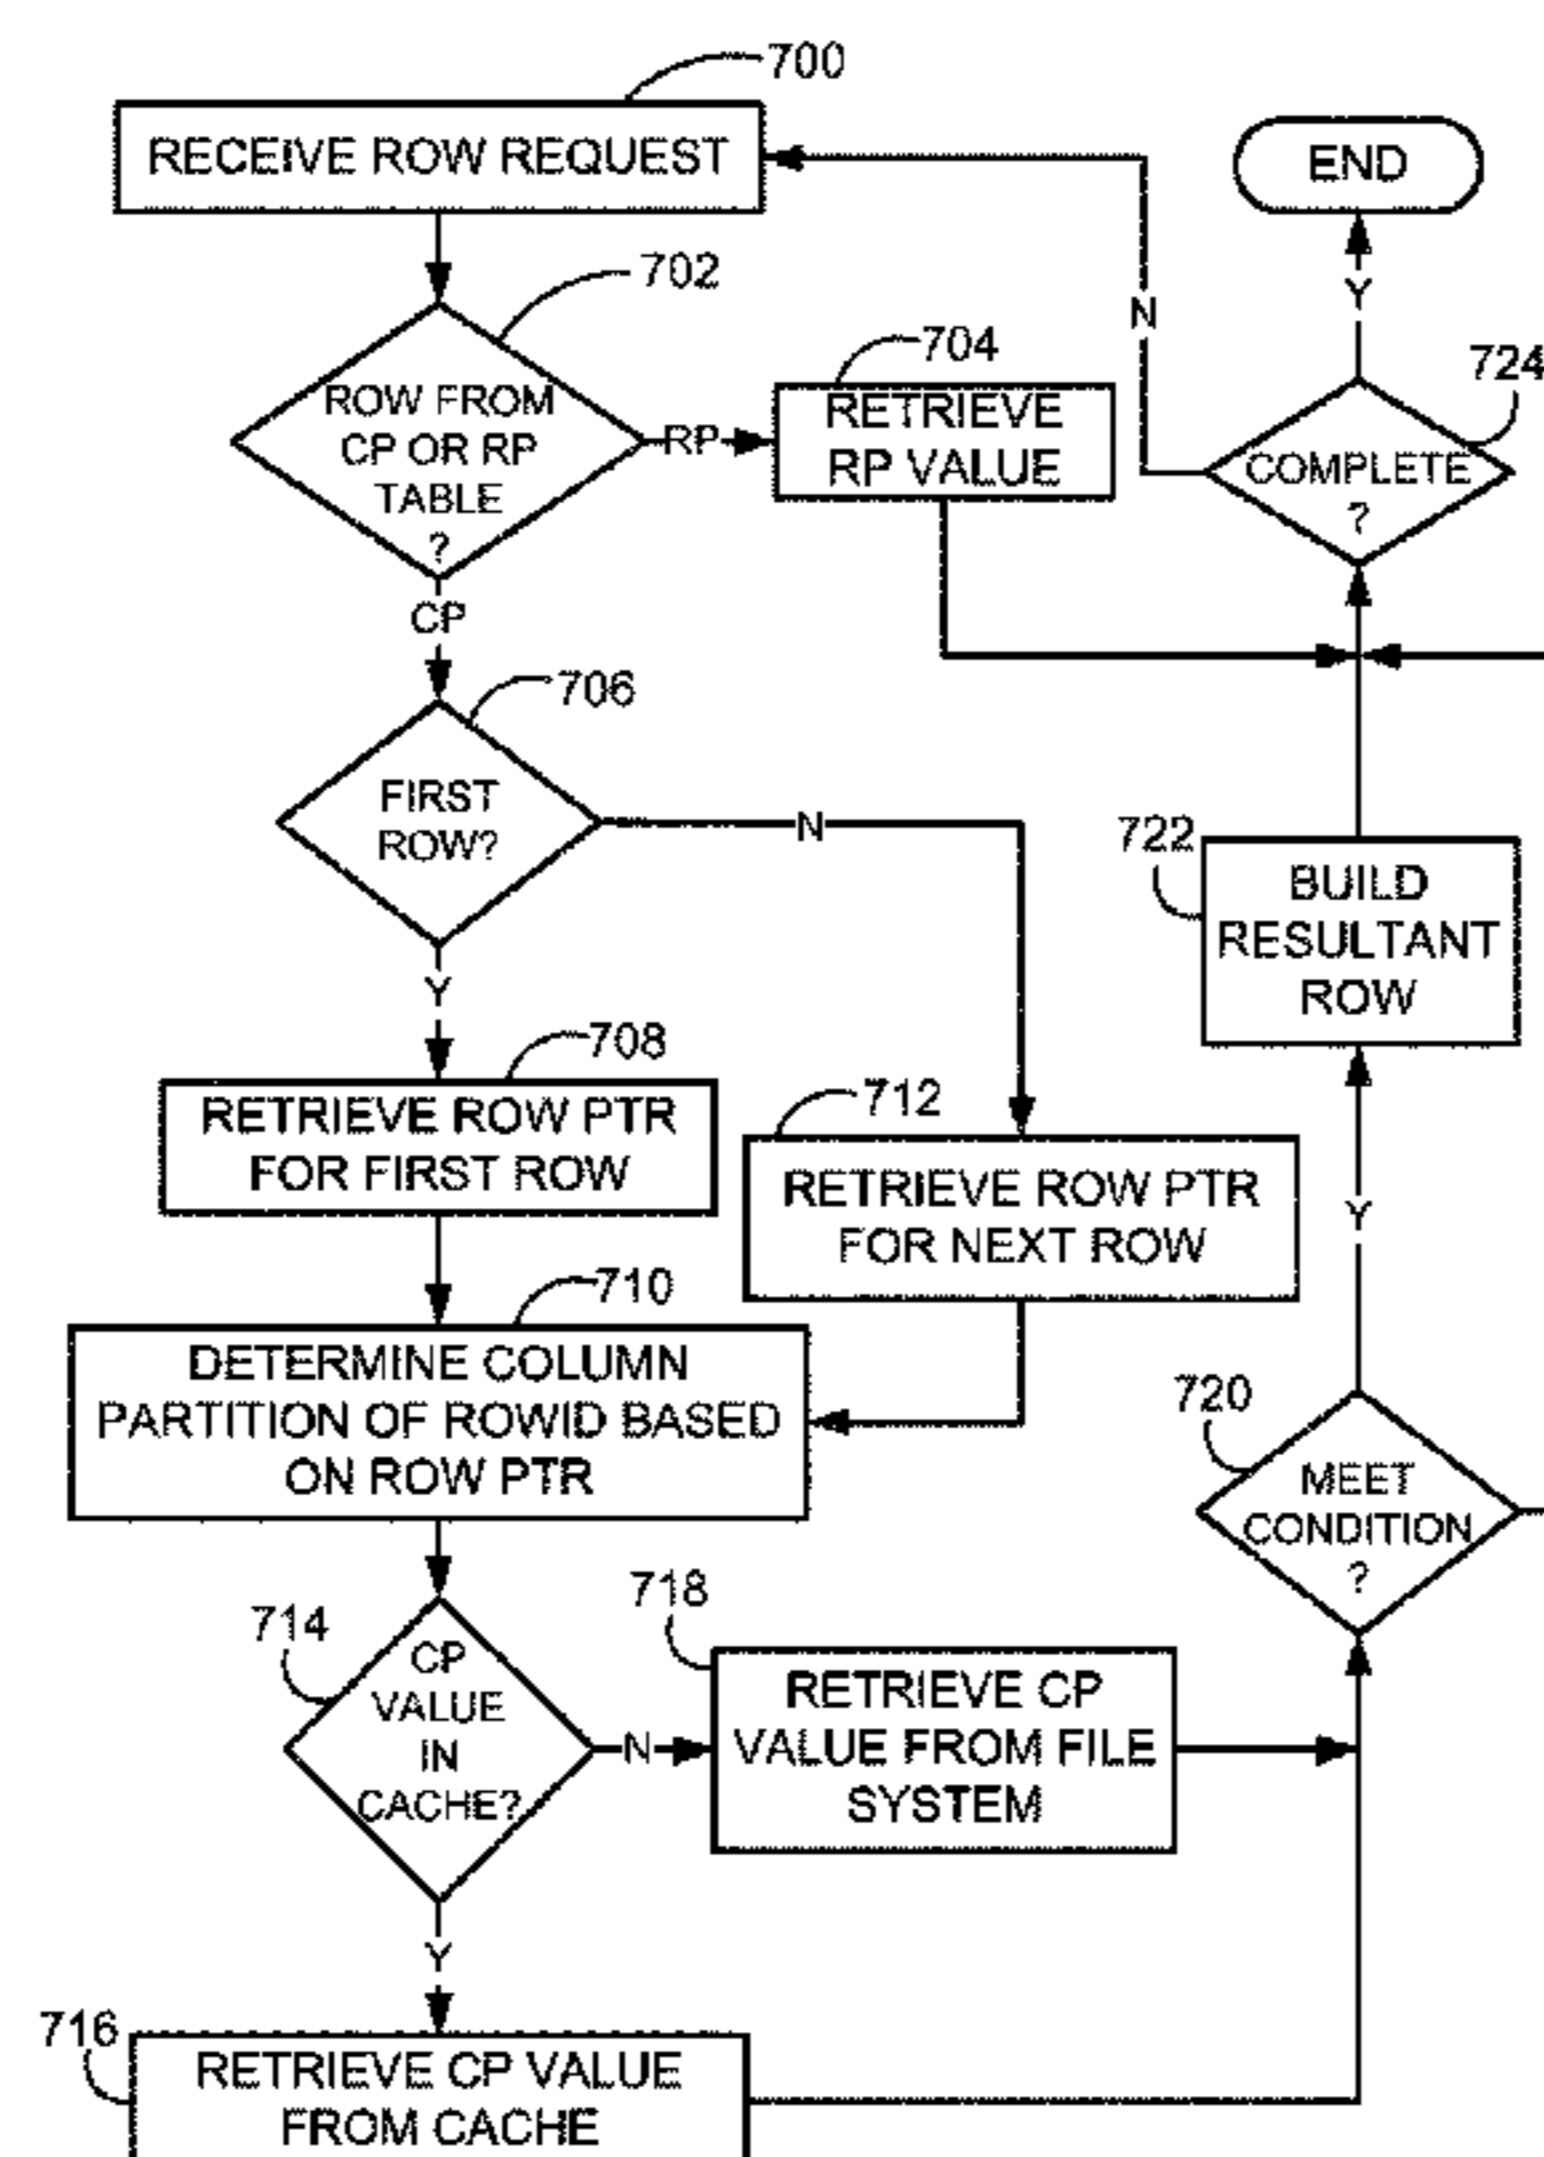 700
RECEIVE ROW REQUEST
END
702
Y
N
704
724
ROW FROM
CP OR RP
TABLE
?
RP
RETRIEVE
RP VALUE
COMPLETE
?
CP
706
FIRST
ROW?
N
722
BUILD
RESULTANT
ROW
Y
708
RETRIEVE ROW PTR
FOR FIRST ROW
712
RETRIEVE ROW PTR
FOR NEXT ROW
Y
710
DETERMINE COLUMN
PARTITION OF ROWID BASED
ON ROW PTR
720
MEET
CONDITION
?
714
CP
VALUE
IN
CACHE?
718
N
RETRIEVE CP
VALUE FROM FILE
SYSTEM
Y
716
RETRIEVE CP VALUE
FROM CACHE